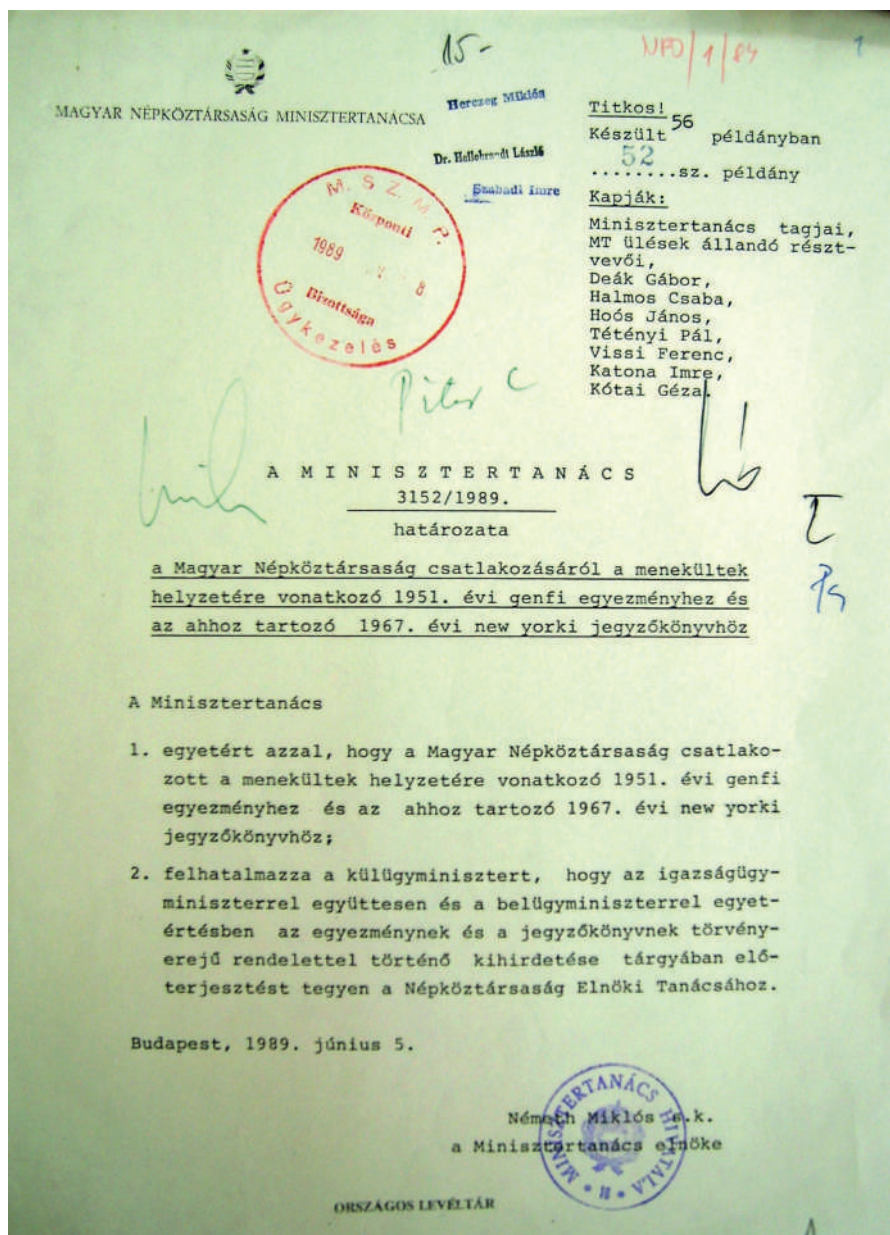 15-
NFD/1/84
1
MAGYAR NÉPKÖZTÁRSASÁG MINISZTERTANÁCSA
Herczeg Miklós
Dr. Hellebrandt László
Szabadi Imre
Titkos!
Készült 56 példányban
52
........sz. példány
Kapják:
Minisztertanács tagjai,
MT ülések állandó részt-
vevői,
Deák Gábor,
Halmos Csaba,
Hoós János,
Tétényi Pál,
Vissi Ferenc,
Katona Imre,
Kótai Géza.
M. SZ. M. P.
Központi
1989
8
Bizottsága
Ügykezelés
A MINISZTERTANÁCS
3152/1989.
határozata
a Magyar Népköztársaság csatlakozásáról a menekültek
helyzetére vonatkozó 1951. évi genfi egyezményhez és
az ahhoz tartozó 1967. évi new yorki jegyzőkönyvhöz
A Minisztertanács
1. egyetért azzal, hogy a Magyar Népköztársaság csatlako-
zott a menekültek helyzetére vonatkozó 1951. évi genfi
egyezményhez és az ahhoz tartozó 1967. évi new yorki
jegyzőkönyvhöz;
2. felhatalmazza a külügyminisztert, hogy az igazságügy-
miniszterrel együttesen és a belügyminiszterrel egyet-
értésben az egyezménynek és a jegyzőkönyvnek törvény-
erejű rendelettel történő kihirdetése tárgyában elő-
terjesztést tegyen a Népköztársaság Elnöki Tanácsához.
Budapest, 1989. június 5.
Németh Miklós s.k.
a Minisztertanács elnöke
MINISZTERTANÁCS HIVATALA
ORSZÁGOS LEVÉLTÁR